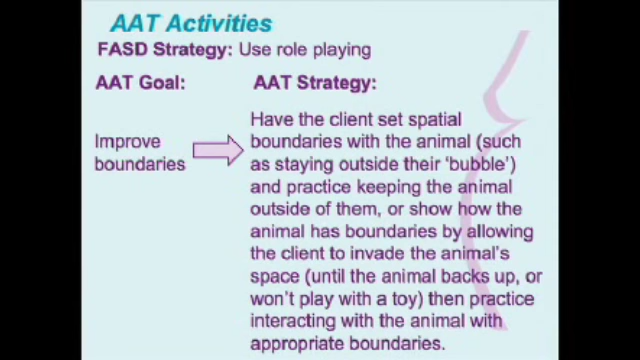 AAT Activities
FASD Strategy: Use role playing
AAT Goal:
AAT Strategy:
Improve
boundaries
Have the client set spatial
boundaries with the animal (such
as staying outside their 'bubble')
and practice keeping the animal
outside of them, or show how the
animal has boundaries by allowing
the client to invade the animal's
space (until the animal backs up, or
won't play with a toy) then practice
interacting with the animal with
appropriate boundaries.